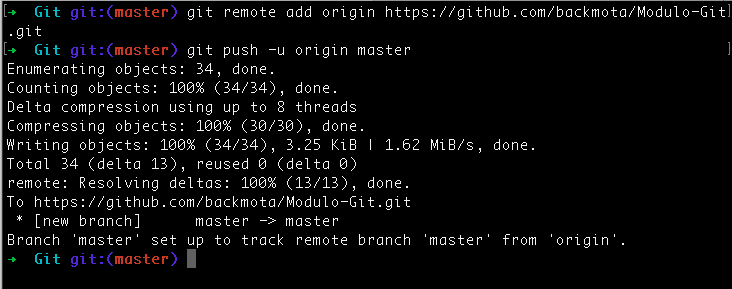 [➜  Git git:(master) git remote add origin https://github.com/backmota/Modulo-Git]
.git
[➜  Git git:(master) git push -u origin master]
Enumerating objects: 34, done.
Counting objects: 100% (34/34), done.
Delta compression using up to 8 threads
Compressing objects: 100% (30/30), done.
Writing objects: 100% (34/34), 3.25 KiB | 1.62 MiB/s, done.
Total 34 (delta 13), reused 0 (delta 0)
remote: Resolving deltas: 100% (13/13), done.
To https://github.com/backmota/Modulo-Git.git
 * [new branch]      master -> master
Branch 'master' set up to track remote branch 'master' from 'origin'.
➜  Git git:(master)